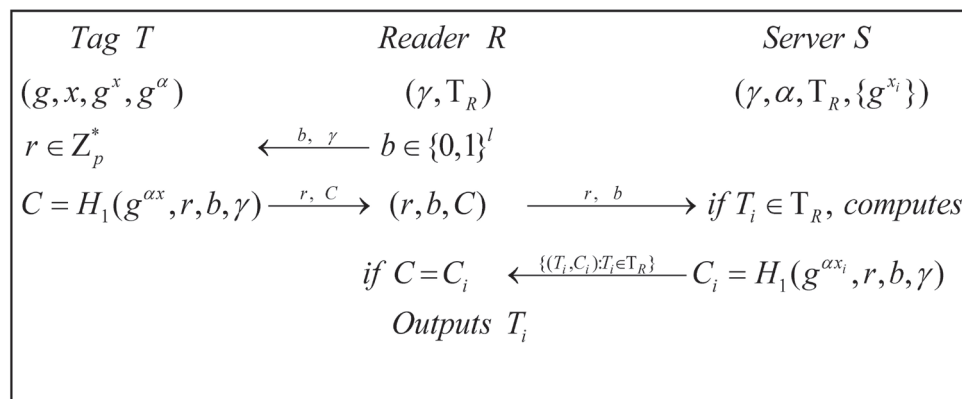 Tag T Reader R Server S
(g, x, g^x, g^α) (γ, T_R) (γ, α, T_R, {g^{x_i}})
r ∈ Z_p^* ←^{b, γ} b ∈ {0,1}^l
C = H_1(g^{αx}, r, b, γ) →^{r, C} (r, b, C) →^{r, b} if T_i ∈ T_R, computes
if C = C_i ←^{{(T_i, C_i): T_i ∈ T_R}} C_i = H_1(g^{αx_i}, r, b, γ)
Outputs T_i